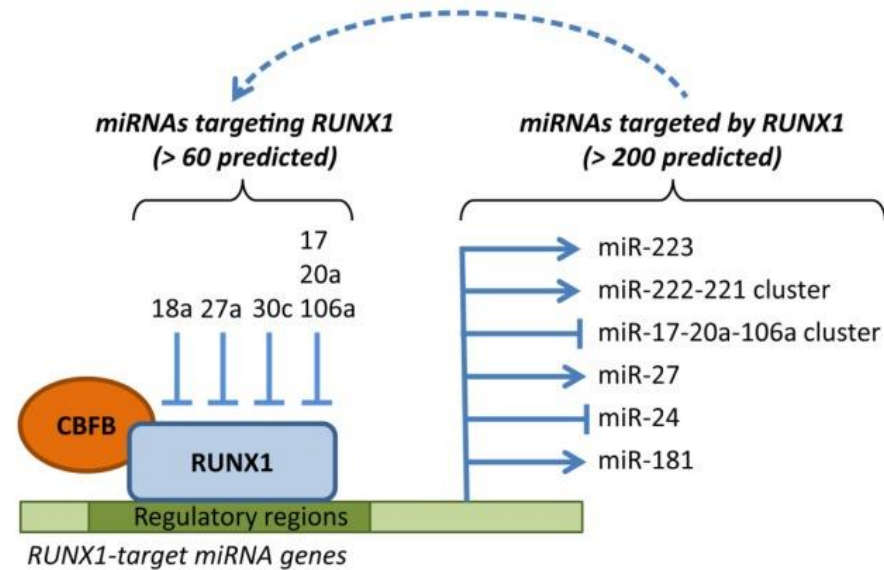 miRNAs targeting RUNX1
(> 60 predicted)
miRNAs targeted by RUNX1
(> 200 predicted)
17
20a
18a 27a 30c 106a
miR-223
miR-222-221 cluster
miR-17-20a-106a cluster
miR-27
miR-24
miR-181
CBFB
RUNX1
Regulatory regions
RUNX1-target miRNA genes